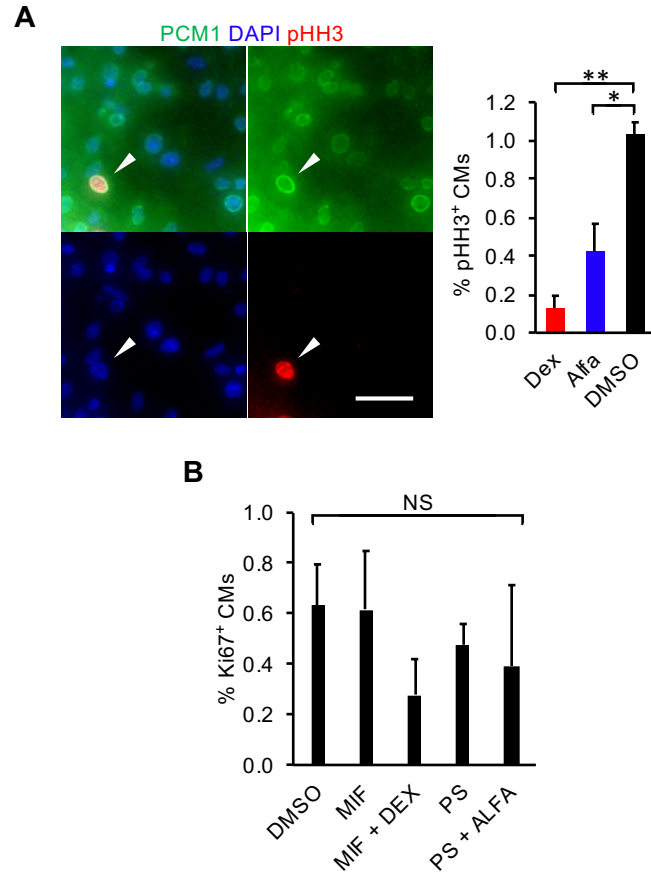 A
PCM1 DAPI pHH3
**
*
% pHH3+ CMs
1.2
1.0
0.8
0.6
0.4
0.2
0.0
Dex
Alfa
DMSO
B
NS
% Ki67+ CMs
1.0
0.8
0.6
0.4
0.2
0.0
DMSO
MIF
MIF + DEX
PS
PS + ALFA